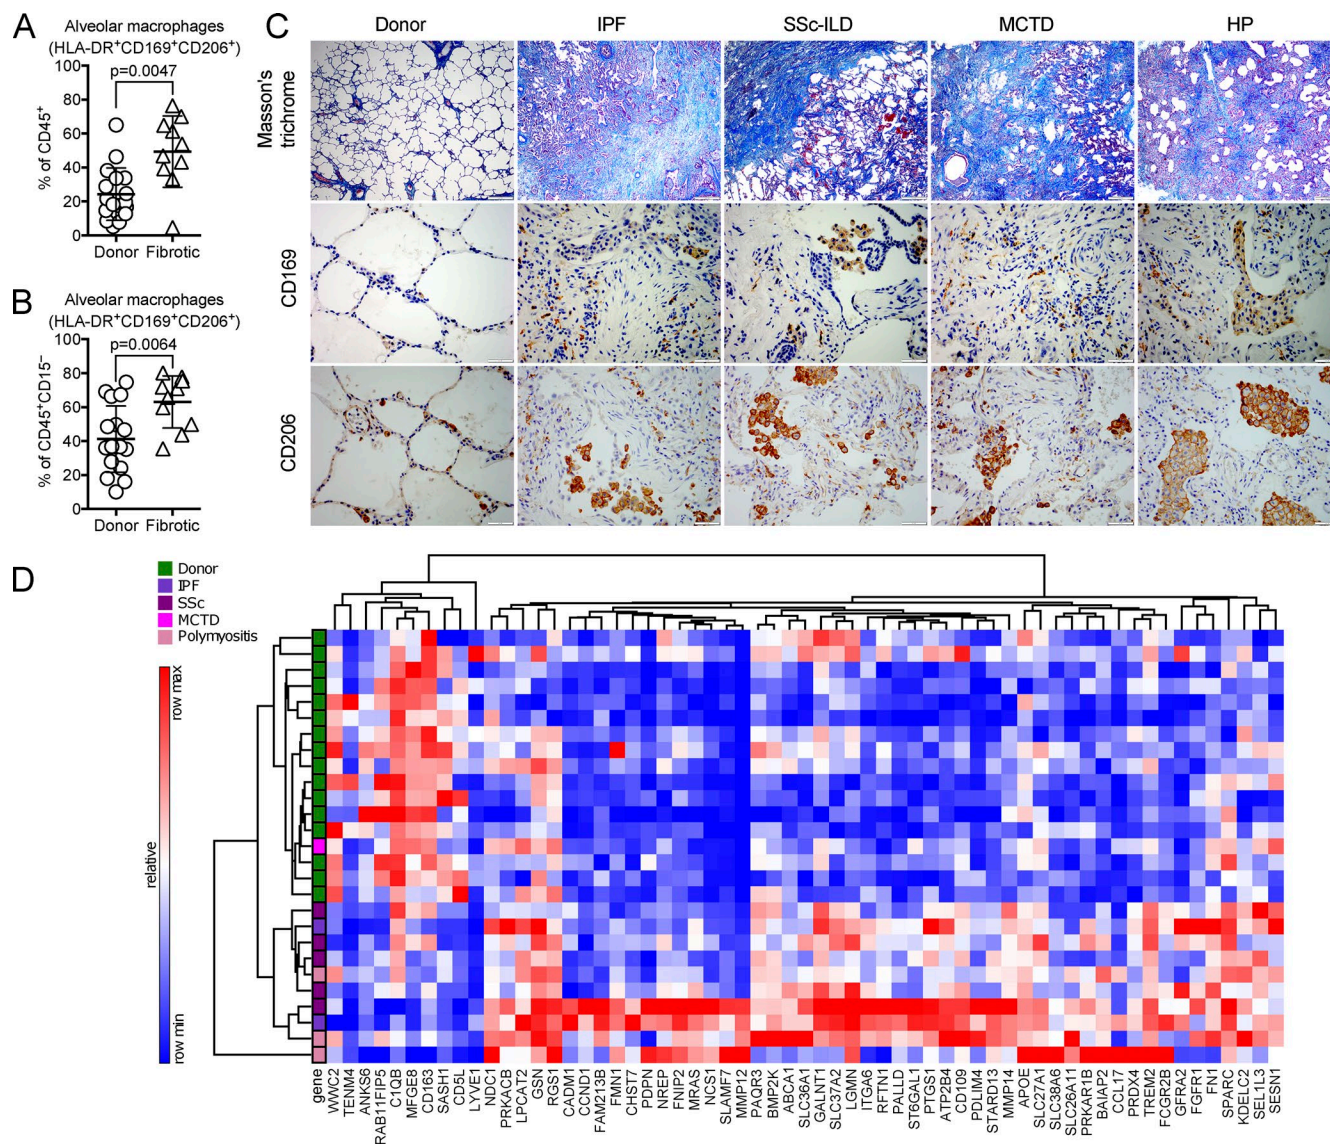 A
Alveolar macrophages
(HLA-DR⁺CD169⁺CD206⁺)
p=0.0047
100
80
60
40
20
0
% of CD45⁺
Donor Fibrotic
B
Alveolar macrophages
(HLA-DR⁺CD169⁺CD206⁺)
p=0.0064
100
80
60
40
20
0
% of CD45⁺CD15⁻
Donor Fibrotic
C
Donor IPF SSc-ILD MCTD HP
Masson's
trichrome
CD169
CD206
D
Donor
IPF
SSc
MCTD
Polymyositis
row max
relative
row min
gene
WWC2
TENM4
ANKS6
RAB11FIP5
C1QB
MFGE8
CD163
SASH1
CD5L
LYVE1
NDC1
PRKACB
LPCAT2
GSN
RGS1
CADM1
CCND1
FAM213B
FMN1
CHST7
PDPN
NREP
FNIP2
MRAS
NCS1
SLAMF7
MMP12
PAQR3
BMP2K
ABCA1
SLC36A1
GALNT1
SLC37A2
LGMN
ITGA6
RFTN1
PALLD
ST6GAL1
PTGS1
ATP2B4
CD109
PDLIM4
STARD13
MMP14
APOE
SLC27A1
SLC38A6
SLC26A11
PRKAR1B
BAIAP2
CCL17
PRDX4
TREM2
FCGR2B
GFRA2
FGFR1
FN1
SPARC
KDELC2
SEL1L3
SESN1